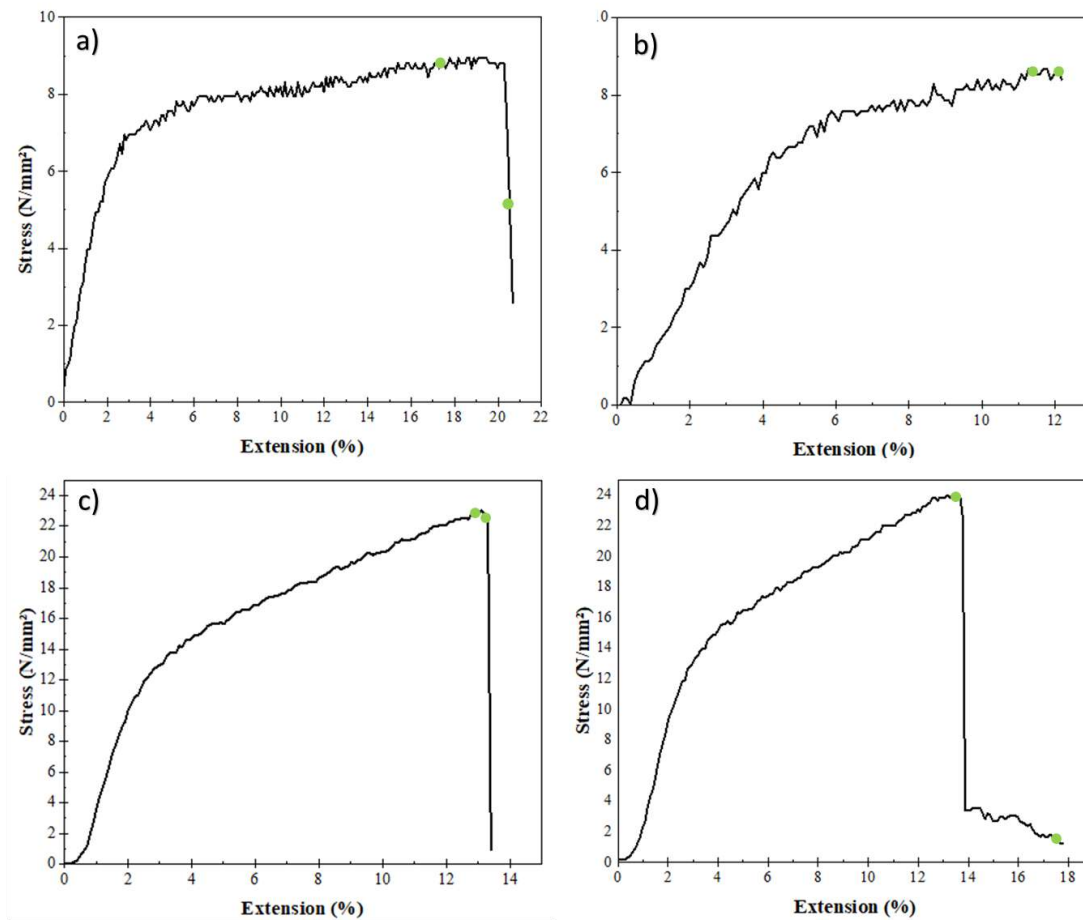 a)
10
8
6
4
2
0
Stress (N/mm²)
0 2 4 6 8 10 12 14 16 18 20 22
Extension (%)
b)
0
8
6
4
2
0
0 2 4 6 8 10 12
Extension (%)
c)
24
22
20
18
16
14
12
10
8
6
4
2
0
Stress (N/mm²)
0 2 4 6 8 10 12 14
Extension (%)
d)
24
22
20
18
16
14
12
10
8
6
4
2
0
Stress (N/mm²)
0 2 4 6 8 10 12 14 16 18
Extension (%)